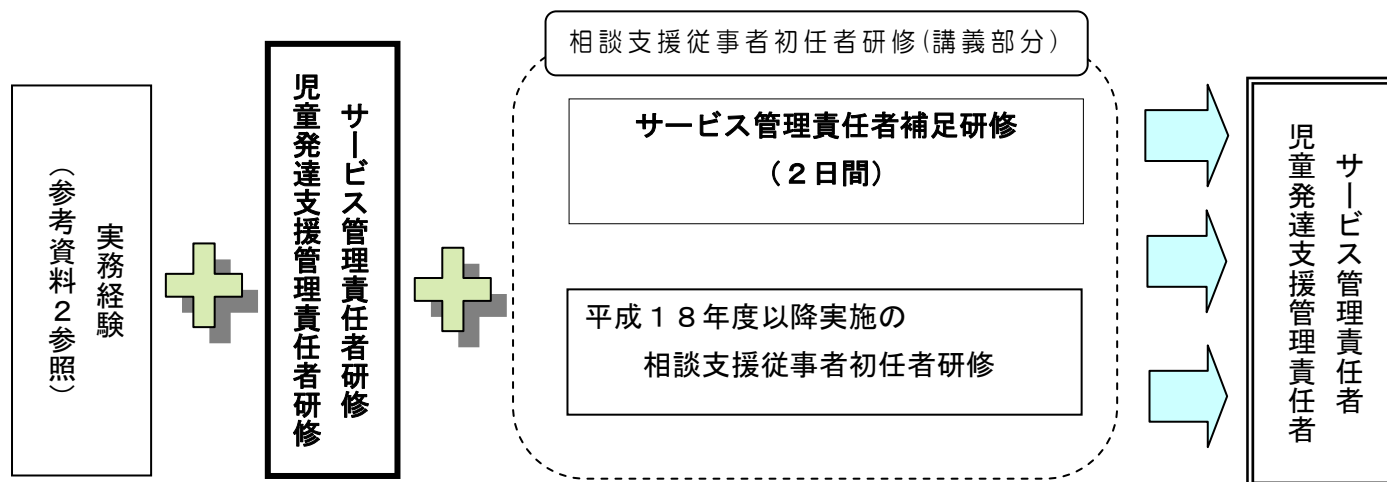 実務経験
（参考資料２参照）
サービス管理責任者研修
児童発達支援管理責任者研修
相談支援従事者初任者研修(講義部分)
サービス管理責任者補足研修
（２日間）
平成１８年度以降実施の
相談支援従事者初任者研修
サービス管理責任者
児童発達支援管理責任者